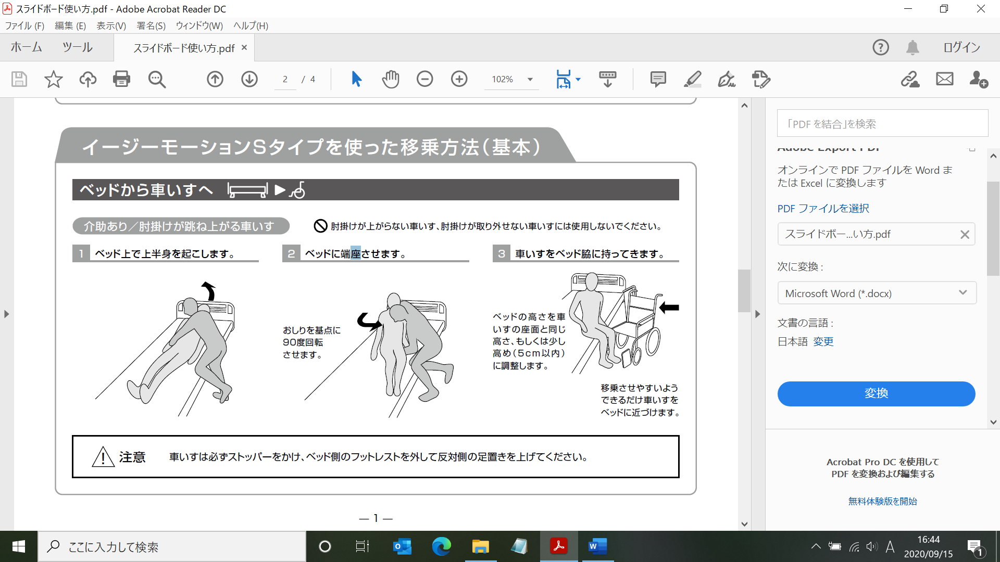 スライドボード使い方.pdf - Adobe Acrobat Reader DC
ファイル (F) 編集 (E) 表示(V) 署名(S) ウィンドウ(W) ヘルプ(H)
ホーム ツール スライドボード使い方.pdf × ログイン
2 / 4 102%
イージーモーションSタイプを使った移乗方法(基本)
ベッドから車いすへ
介助あり／肘掛けが跳ね上がる車いす
肘掛けが上がらない車いす、肘掛けが取り外せない車いすには使用しないでください。
1 ベッド上で上半身を起こします。
2 ベッドに端座させます。
おしりを基点に
90度回転
させます。
3 車いすをベッド脇に持ってきます。
ベッドの高さを車
いすの座面と同じ
高さ、もしくは少し
高め(5cm以内)
に調整します。
移乗させやすいよう
できるだけ車いすを
ベッドに近づけます。
注意 車いすは必ずストッパーをかけ、ベッド側のフットレストを外して反対側の足置きを上げてください。
― 1 ―
「PDF を結合」を検索
Adobe Export PDF
オンラインで PDF ファイルを Word ま
たは Excel に変換します
PDF ファイルを選択
スライドボー...い方.pdf
次に変換 :
Microsoft Word (*.docx)
文書の言語 :
日本語 変更
変換
Acrobat Pro DC を使用して
PDF を変換および編集する
無料体験版を開始
ここに入力して検索
A
16:44
2020/09/15
1